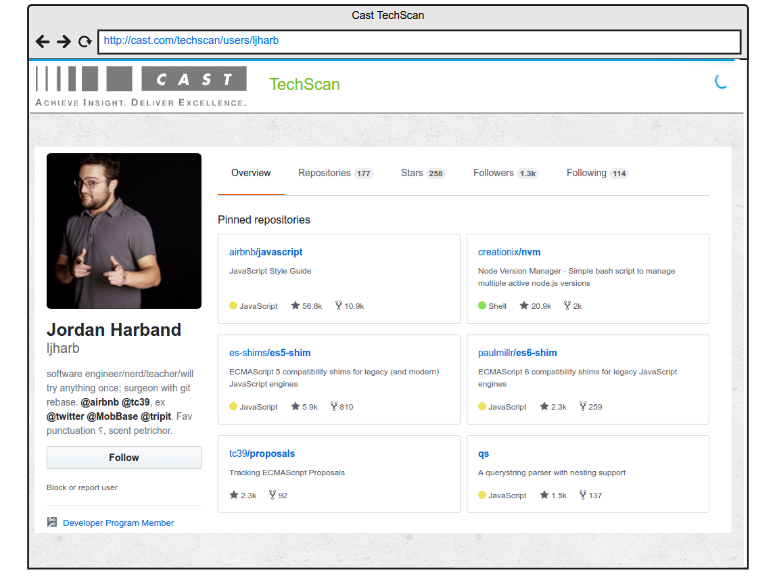 Cast TechScan
http://cast.com/techscan/users/ljharb
CAST
TechScan
ACHIEVE INSIGHT. DELIVER EXCELLENCE.
Overview Repositories 177 Stars 258 Followers 1.3k Following 114
Pinned repositories
airbnb/javascript
JavaScript Style Guide
JavaScript 56.8k 10.9k
creationix/nvm
Node Version Manager - Simple bash script to manage
multiple active node.js versions
Shell 20.9k 2k
es-shims/es5-shim
ECMAScript 5 compatibility shims for legacy (and modern)
JavaScript engines
JavaScript 5.9k 810
paulmillr/es6-shim
ECMAScript 6 compatibility shims for legacy JavaScript
engines
JavaScript 2.3k 259
tc39/proposals
Tracking ECMAScript Proposals
2.3k 92
qs
A querystring parser with nesting support
JavaScript 1.5k 137
Jordan Harband
ljharb
software engineer/nerd/teacher/will
try anything once; surgeon with git
rebase. @airbnb @tc39, ex
@twitter @MobBase @tripit. Fav
punctuation ⸮, scent petrichor.
Follow
Block or report user
Developer Program Member